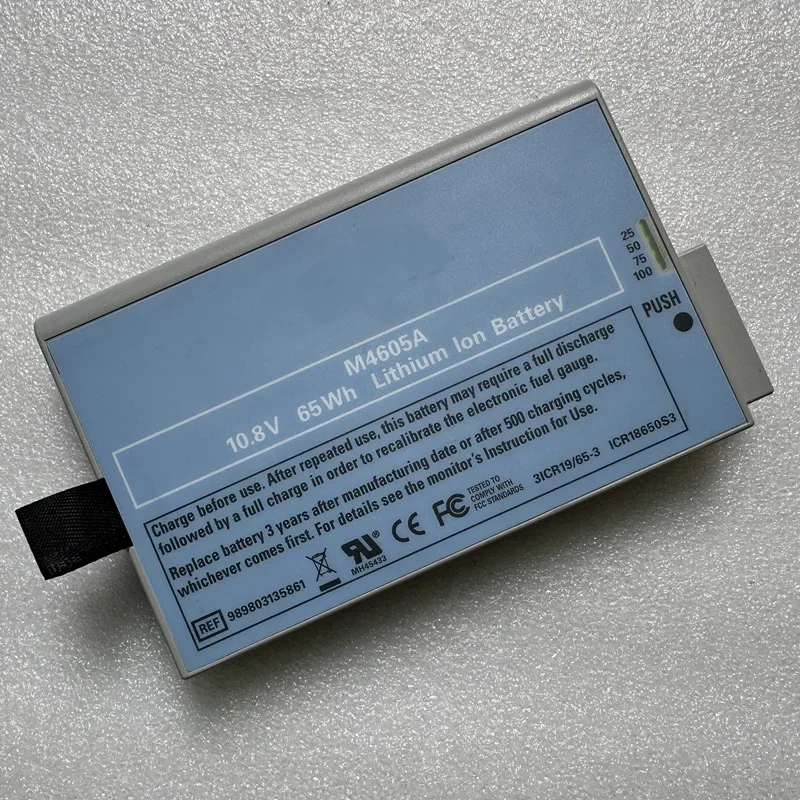 25
50
75
100
PUSH
M4605A
10.8V 65Wh Lithium Ion Battery
Charge before use. After repeated use, this battery may require a full discharge
followed by a full charge in order to recalibrate the electronic fuel gauge.
Replace battery 3 years after manufacturing date or after 500 charging cycles,
whichever comes first. For details see the monitor's Instruction for Use.
REF 989803135861
RU
MH45433
CE
FC
TESTED TO
COMPLY WITH
FCC STANDARDS
3ICR19/65-3 ICR18650S3